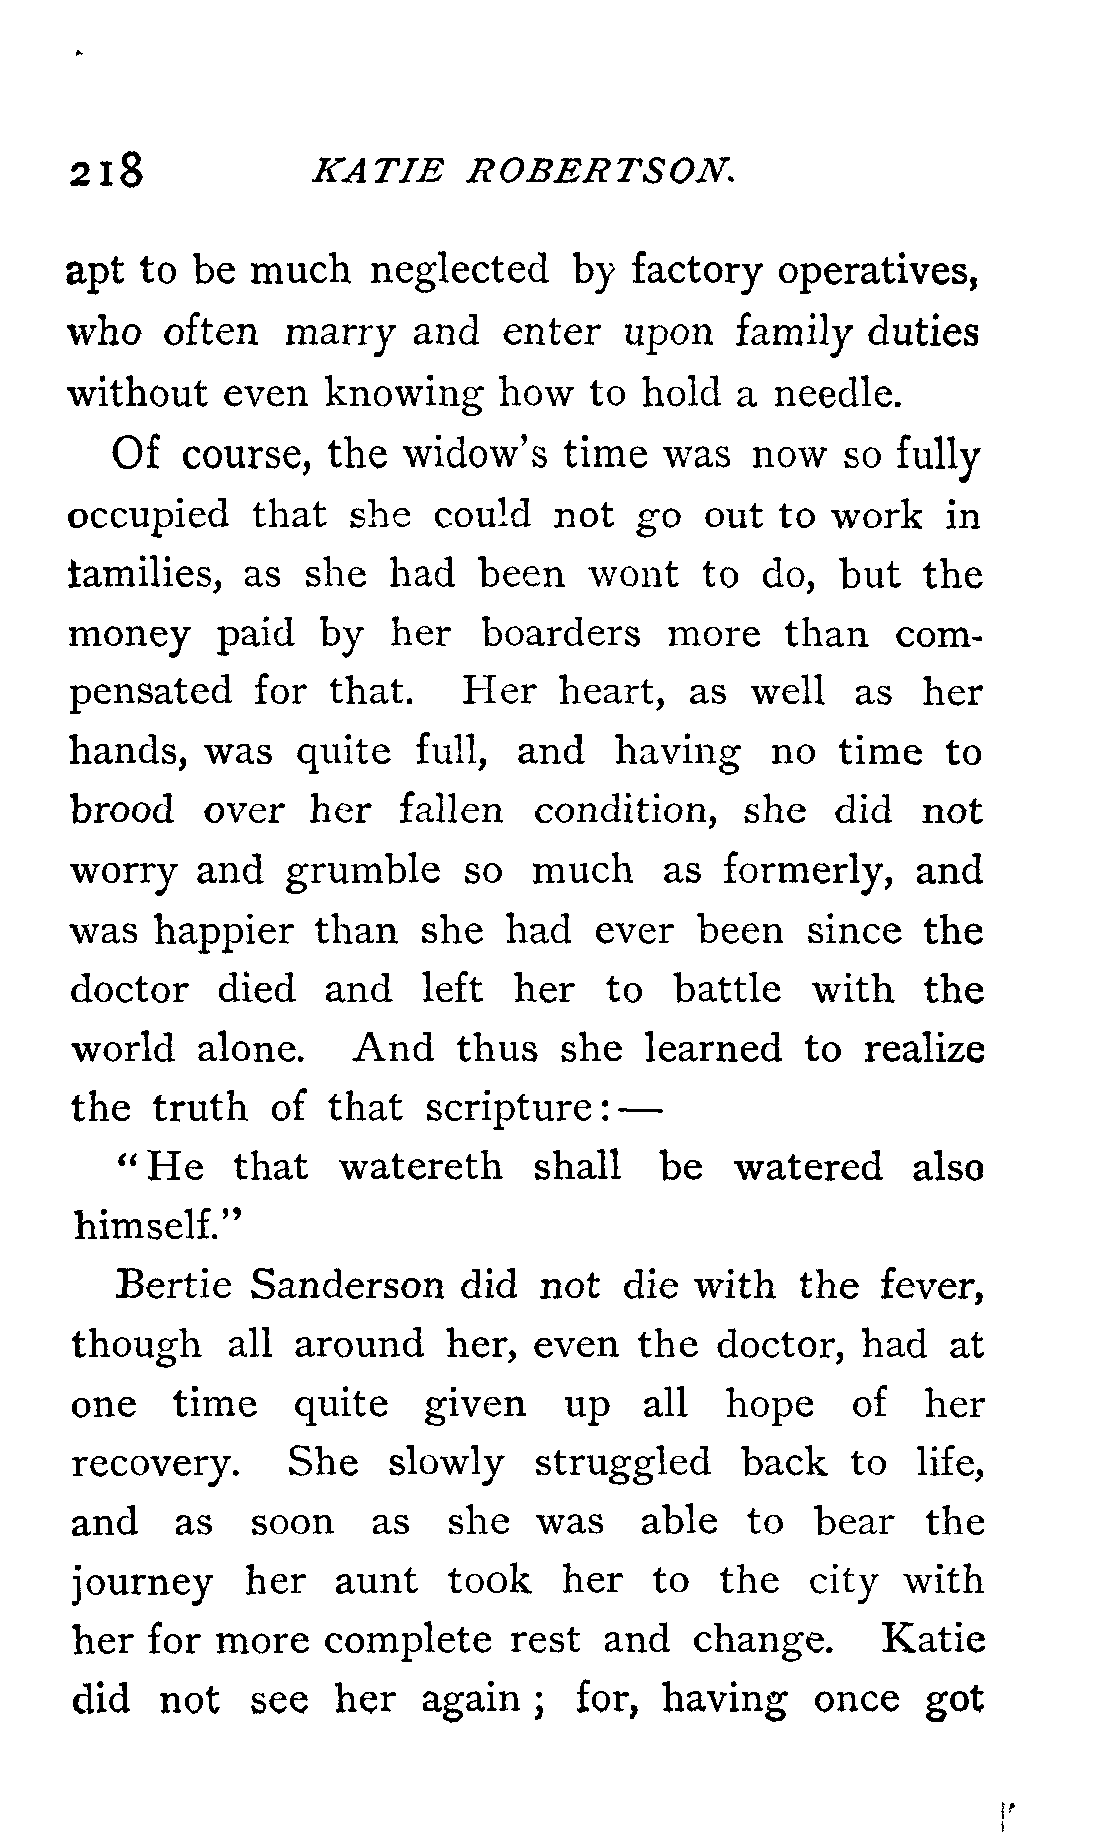 218 KATIE ROBERTSON.
apt to be much neglected by factory operatives,
who often marry and enter upon family duties
without even knowing how to hold a needle.
Of course, the widow's time was now so fully
occupied that she could not go out to work in
families, as she had been wont to do, but the
money paid by her boarders more than com-
pensated for that. Her heart, as well as her
hands, was quite full, and having no time to
brood over her fallen condition, she did not
worry and grumble so much as formerly, and
was happier than she had ever been since the
doctor died and left her to battle with the
world alone. And thus she learned to realize
the truth of that scripture:—
"He that watereth shall be watered also
himself."
Bertie Sanderson did not die with the fever,
though all around her, even the doctor, had at
one time quite given up all hope of her
recovery. She slowly struggled back to life,
and as soon as she was able to bear the
journey her aunt took her to the city with
her for more complete rest and change. Katie
did not see her again; for, having once got